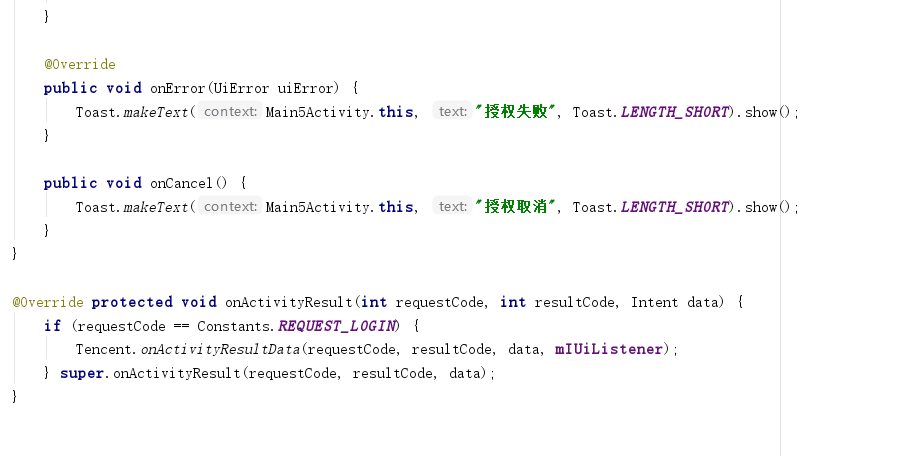 }
@Override
public void onError(UiError uiError) {
Toast.makeText( context: Main5Activity.this, text: "授权失败", Toast.LENGTH_SHORT).show();
}
public void onCancel() {
Toast.makeText( context: Main5Activity.this, text: "授权取消", Toast.LENGTH_SHORT).show();
}
}
@Override protected void onActivityResult(int requestCode, int resultCode, Intent data) {
if (requestCode == Constants.REQUEST_LOGIN) {
Tencent.onActivityResultData(requestCode, resultCode, data, mIUiListener);
} super.onActivityResult(requestCode, resultCode, data);
}